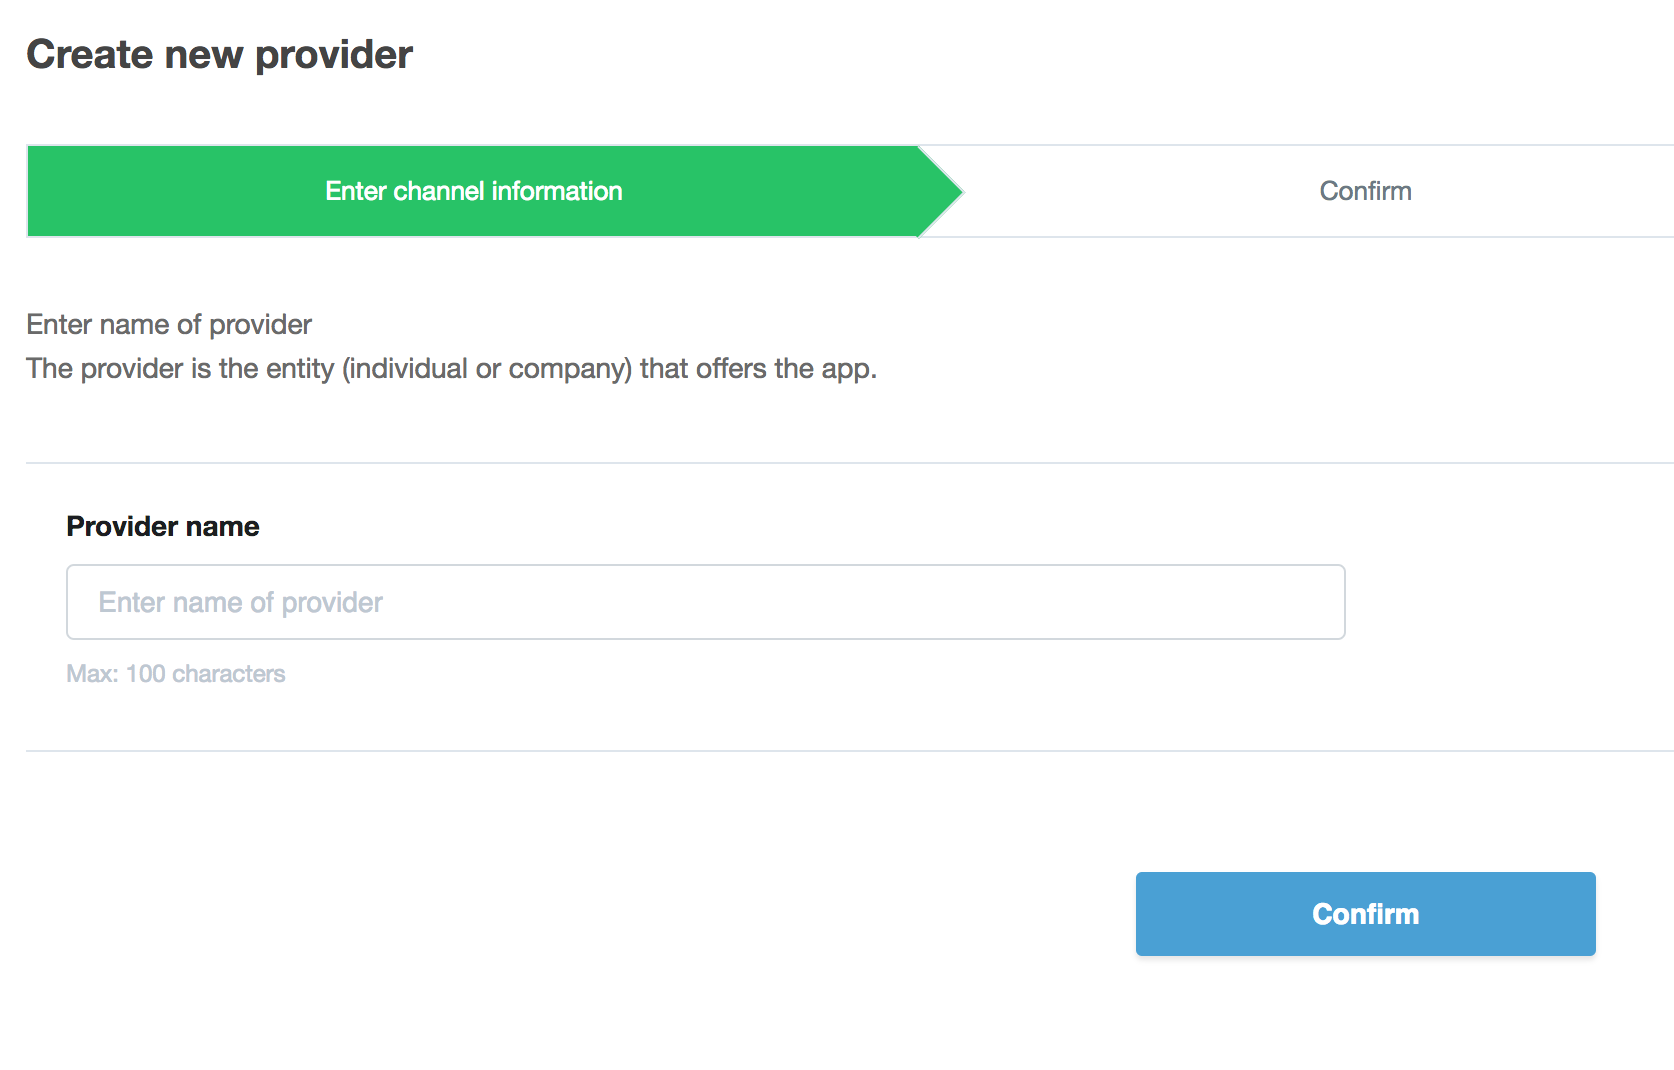 Create new provider
Enter channel information
Confirm
Enter name of provider
The provider is the entity (individual or company) that offers the app.
Provider name
Enter name of provider
Max: 100 characters
Confirm